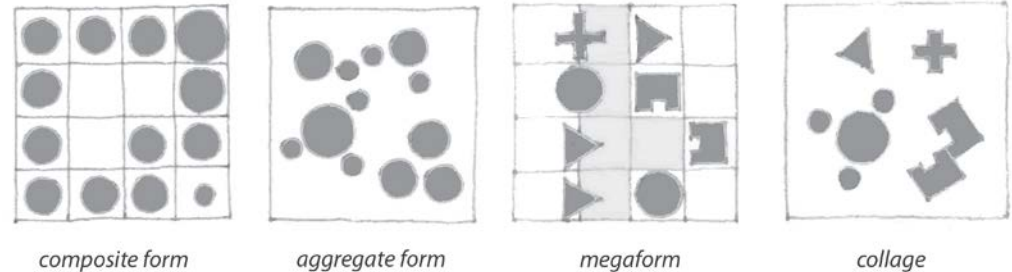 composite form
aggregate form
megaform
collage